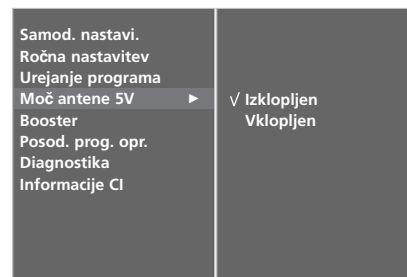 Samod. nastavi.
Ročna nastavitev
Urejanje programa
Moč antene 5V ►
Booster
Posod. prog. opr.
Diagnostika
Informacije CI
√ Izklopljen
Vklopljen